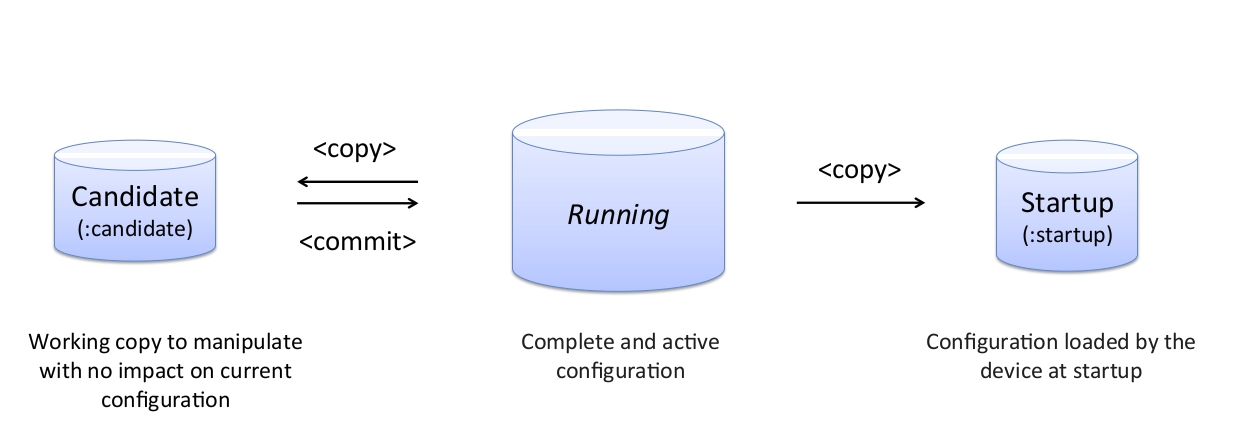 Candidate
(:candidate)
<copy>
<commit>
Running
<copy>
Startup
(:startup)
Working copy to manipulate
with no impact on current
configuration
Complete and active
configuration
Configuration loaded by the
device at startup